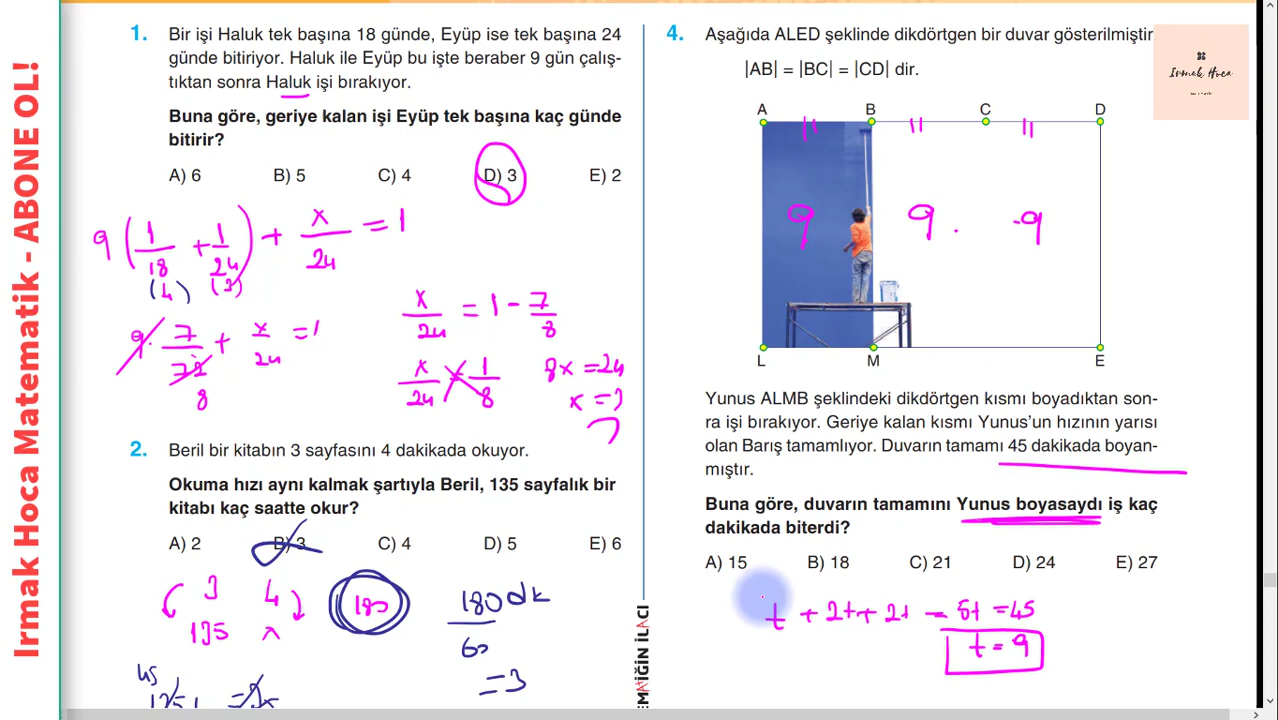 Irmak Hoca Matematik - ABONE OL!
1. Bir işi Haluk tek başına 18 günde, Eyüp ise tek başına 24
günde bitiriyor. Haluk ile Eyüp bu işte beraber 9 gün çalış-
tıktan sonra Haluk işi bırakıyor.
Buna göre, geriye kalan işi Eyüp tek başına kaç günde
bitirir?
A) 6 B) 5 C) 4 D) 3 E) 2
9 (1/18 + 1/24) + x/24 = 1
(4) (3)
9 . 7/72 + x/24 = 1
8
x/24 = 1 - 7/8
x/24 = 1/8
8x = 24
x = 3
2. Beril bir kitabın 3 sayfasını 4 dakikada okuyor.
Okuma hızı aynı kalmak şartıyla Beril, 135 sayfalık bir
kitabı kaç saatte okur?
A) 2 B) 3 C) 4 D) 5 E) 6
3 4
135 x
180
180 dk
60
= 3
45
EMATİĞİN İLACI
4. Aşağıda ALED şeklinde dikdörtgen bir duvar gösterilmiştir
|AB| = |BC| = |CD| dir.
Irmak Hoca
A B C D
9 9 . 9
L M E
Yunus ALMB şeklindeki dikdörtgen kısmı boyadıktan son-
ra işi bırakıyor. Geriye kalan kısmı Yunus'un hızının yarısı
olan Barış tamamlıyor. Duvarın tamamı 45 dakikada boyan-
mıştır.
Buna göre, duvarın tamamını Yunus boyasaydı iş kaç
dakikada biterdi?
A) 15 B) 18 C) 21 D) 24 E) 27
t + 2t + 2t = 5t = 45
t = 9